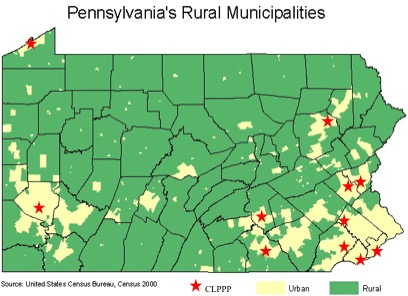 Pennsylvania's Rural Municipalities
Source: United States Census Bureau, Census 2000 CLPPP Urban Rural